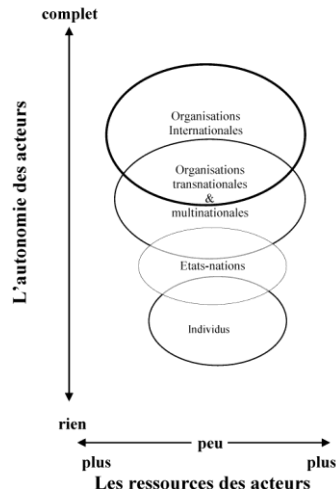 complet
L'autonomie des acteurs
Organisations
Internationales
Organisations
transnationales
&
multinationales
Etats-nations
Individus
rien
peu
plus
plus
Les ressources des acteurs